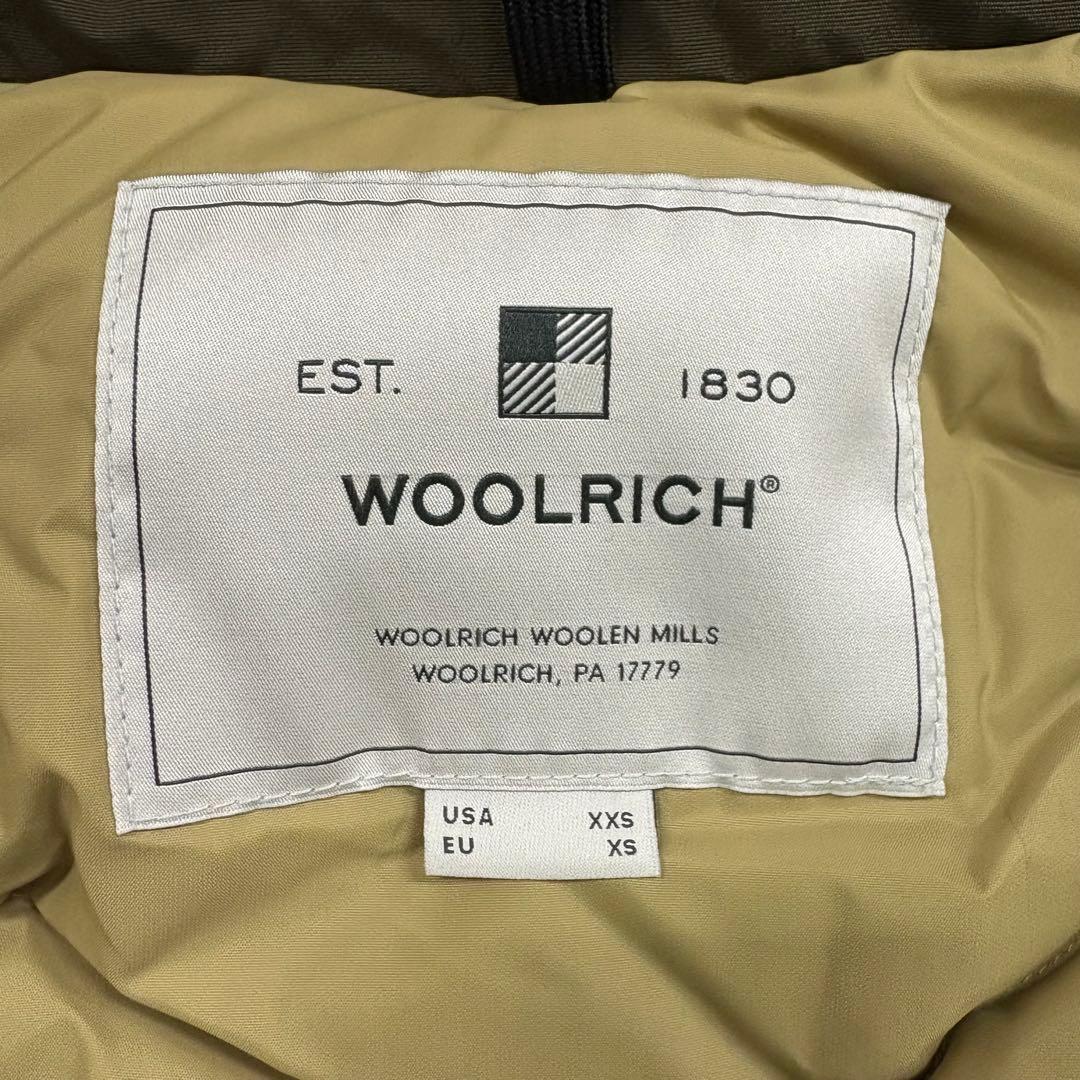 EST. 1830
WOOLRICH®
WOOLRICH WOOLEN MILLS
WOOLRICH, PA 17779
USA XXS
EU XS